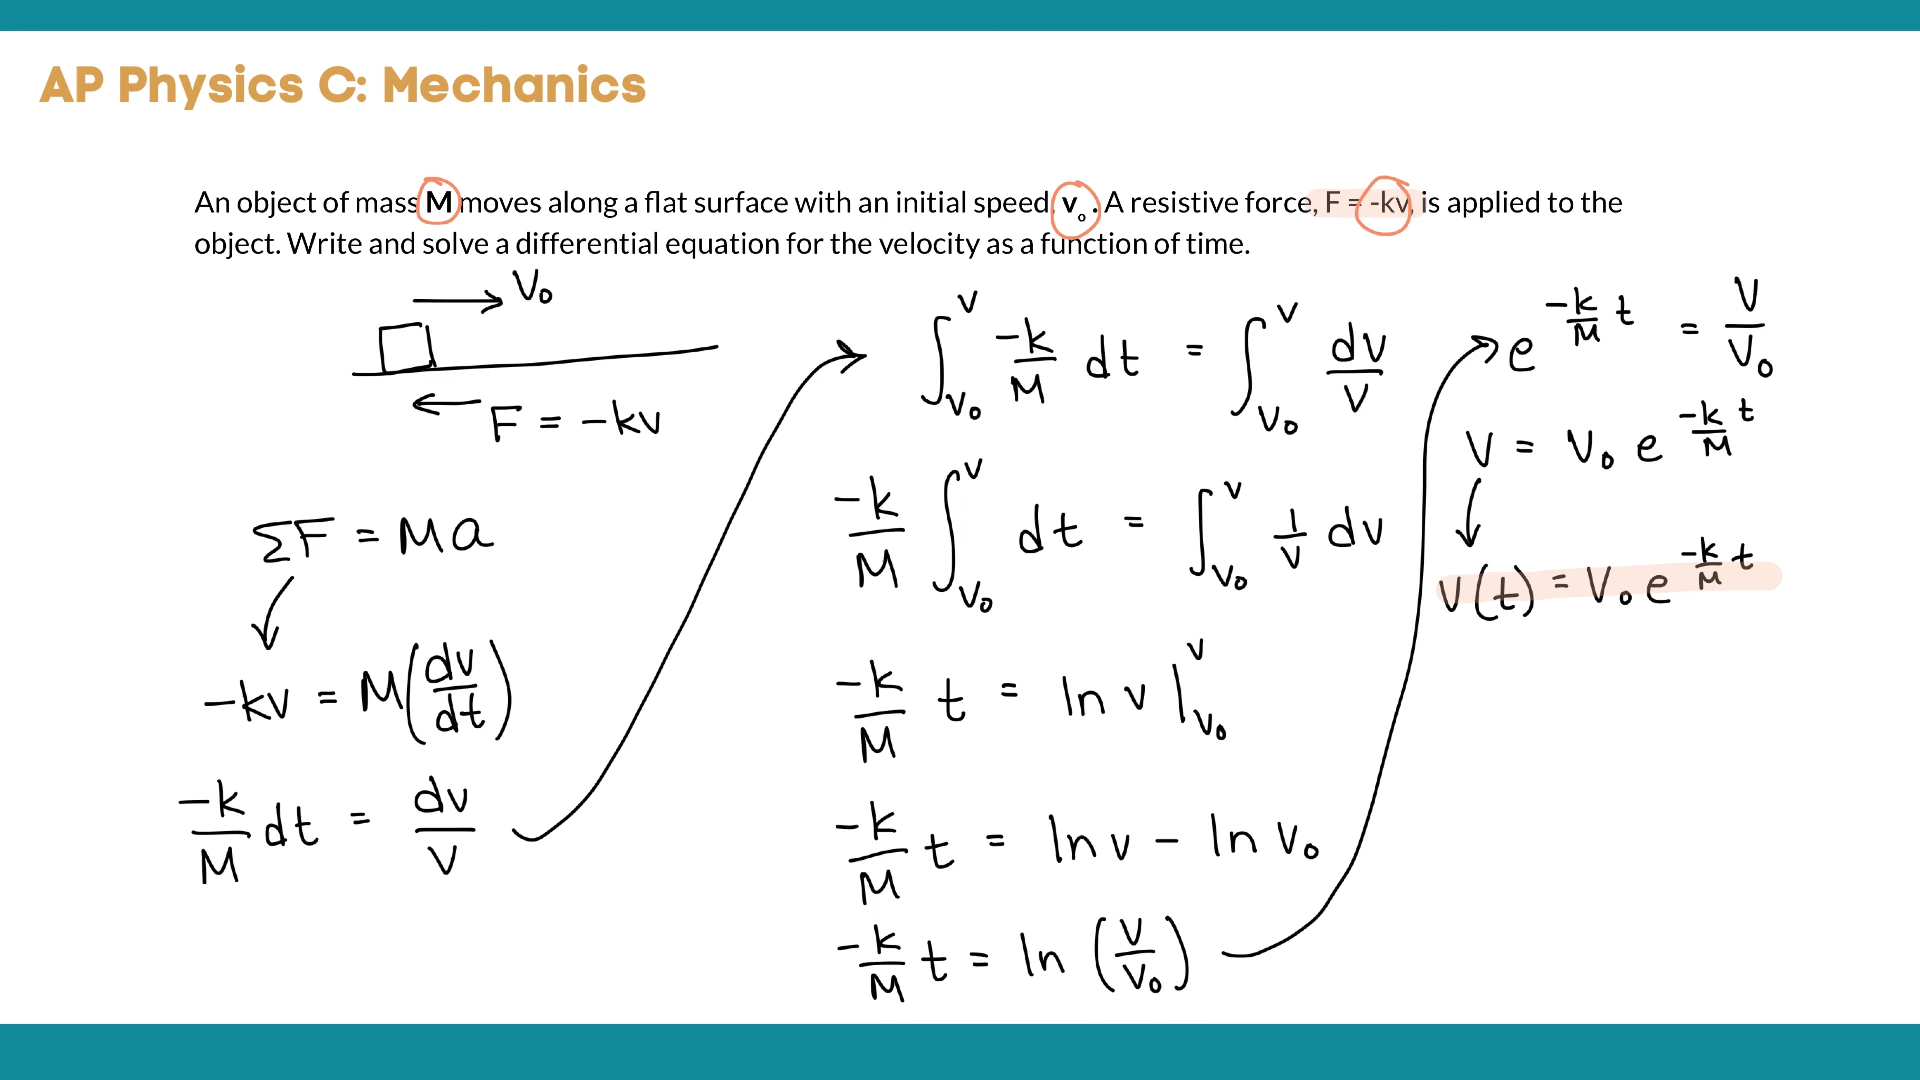 AP Physics C: Mechanics
An object of mass M moves along a flat surface with an initial speed, v₀. A resistive force, F = -kv, is applied to the
object. Write and solve a differential equation for the velocity as a function of time.
V₀
F = -kv
ΣF = Ma
-kv = M(dv/dt)
-k/M dt = dv/v
∫_{V₀}^{V} -k/M dt = ∫_{V₀}^{V} dv/v
-k/M ∫_{V₀}^{V} dt = ∫_{V₀}^{V} 1/v dv
-k/M t = ln v |_{V₀}^{V}
-k/M t = ln v - ln V₀
-k/M t = ln (V/V₀)
e^{-k/M t} = V/V₀
V = V₀ e^{-k/M t}
V(t) = V₀ e^{-k/M t}